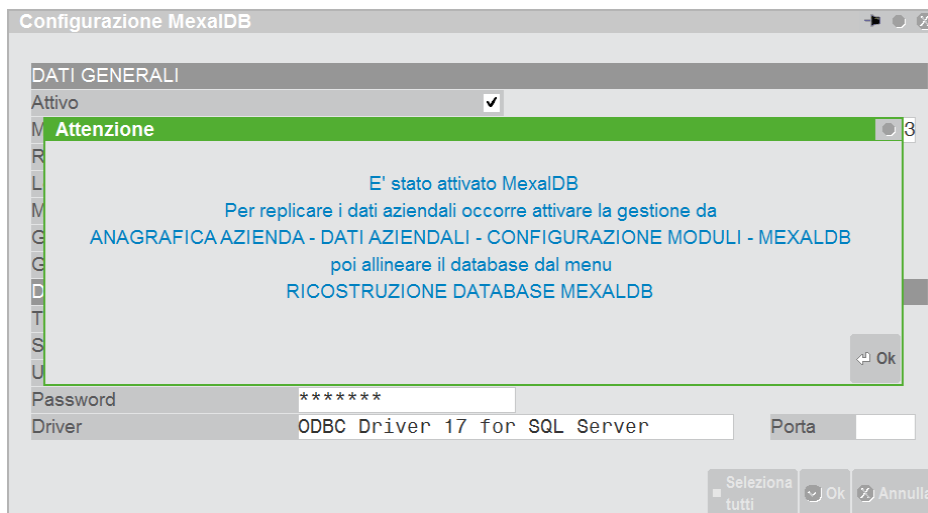 Configurazione MexalDB
DATI GENERALI
Attivo
M
Attenzione
3
R
L
M
G
G
D
T
S
U
E' stato attivato MexalDB
Per replicare i dati aziendali occorre attivare la gestione da
ANAGRAFICA AZIENDA - DATI AZIENDALI - CONFIGURAZIONE MODULI - MEXALDB
poi allineare il database dal menu
RICOSTRUZIONE DATABASE MEXALDB
Ok
Password *******
Driver ODBC Driver 17 for SQL Server Porta
Seleziona
tutti
Ok Annulla